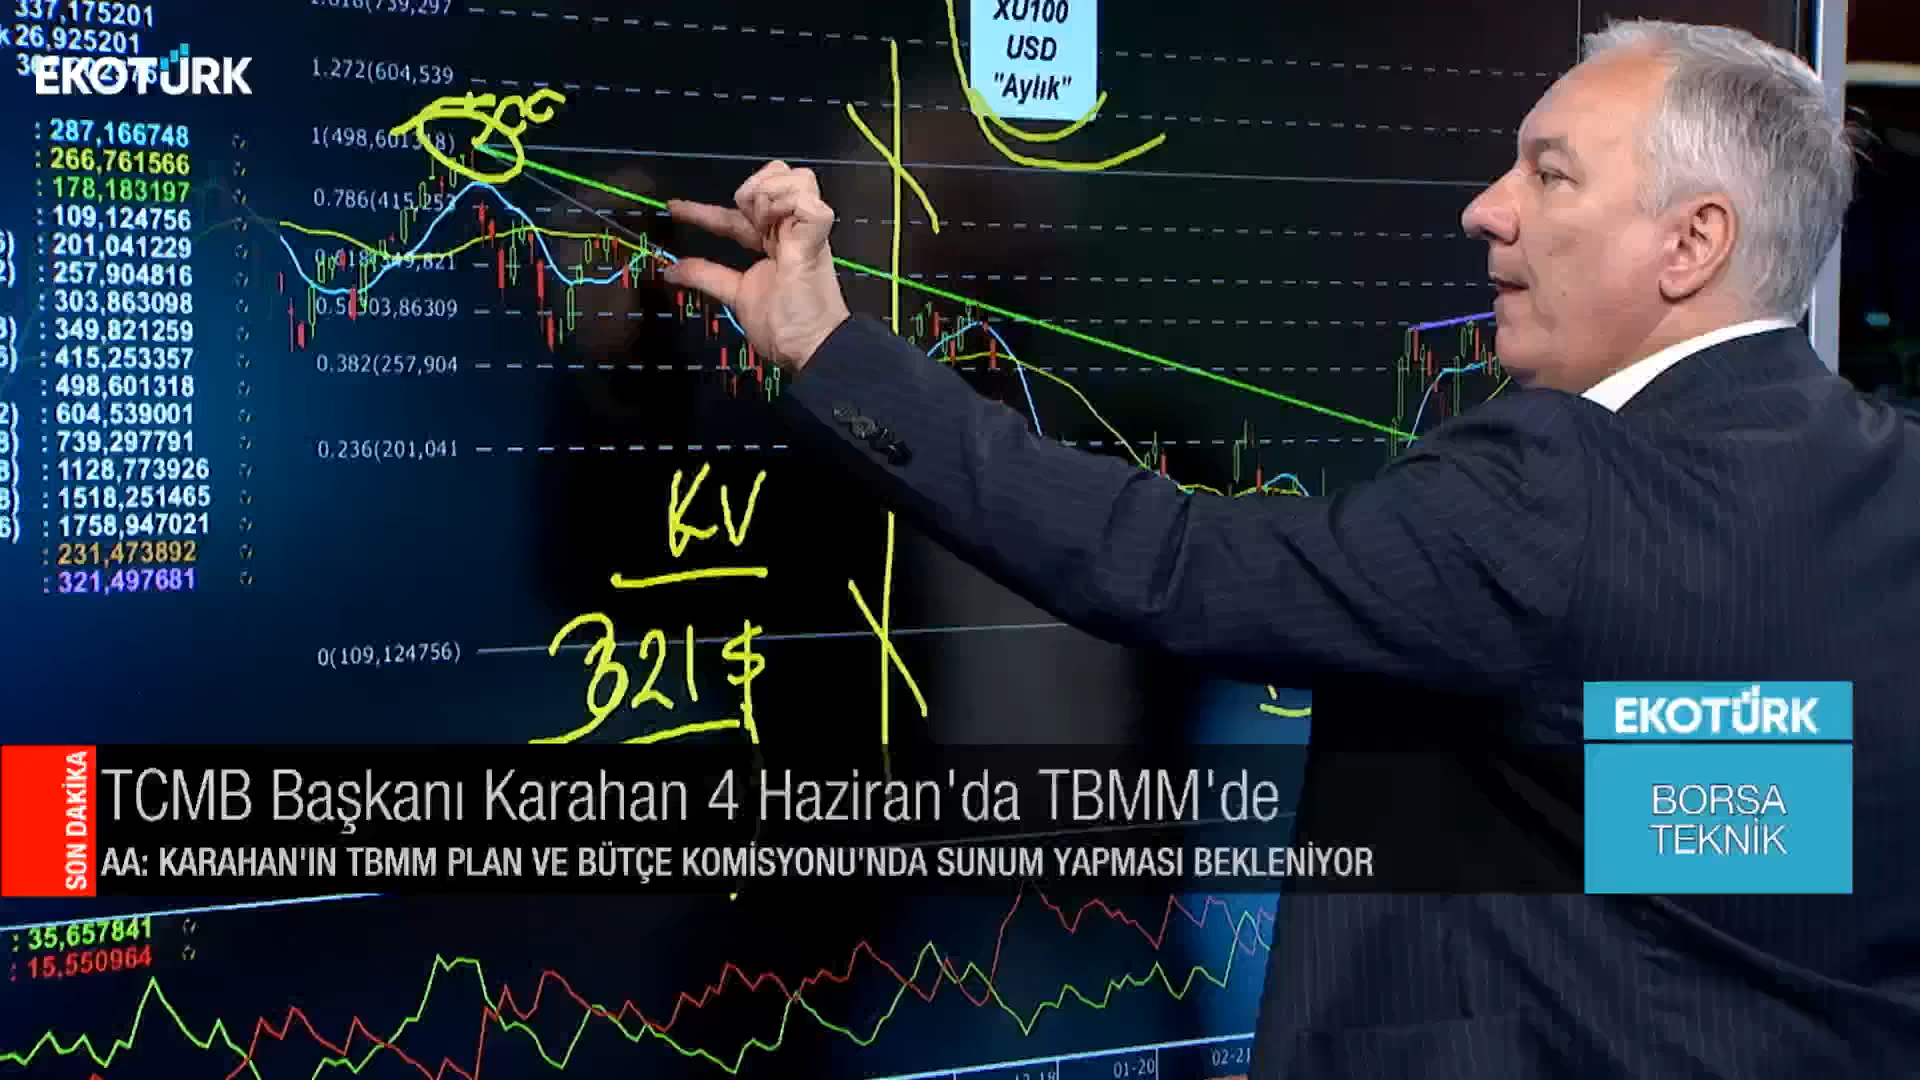 337,175201
26,925201
EKOTÜRK
: 287,166748
: 266,761566
: 178,183197
: 109,124756
: 201,041229
: 257,904816
: 303,863098
: 349,821259
: 415,253357
: 498,601318
: 604,539001
: 739,297791
: 1128,773926
: 1518,251465
: 1758,947021
: 231,473892
: 321,497681
1.272(604,539
1(498,601318)
0.786(415,253
0.382(257,904
0.236(201,041
0(109,124756)
XU100
USD
"Aylık"
KV
321$
EKOTÜRK
BORSA
TEKNİK
SON DAKİKA
TCMB Başkanı Karahan 4 Haziran'da TBMM'de
AA: KARAHAN'IN TBMM PLAN VE BÜTÇE KOMİSYONU'NDA SUNUM YAPMASI BEKLENİYOR
: 35,657841
: 15,550964
01-20
02-21